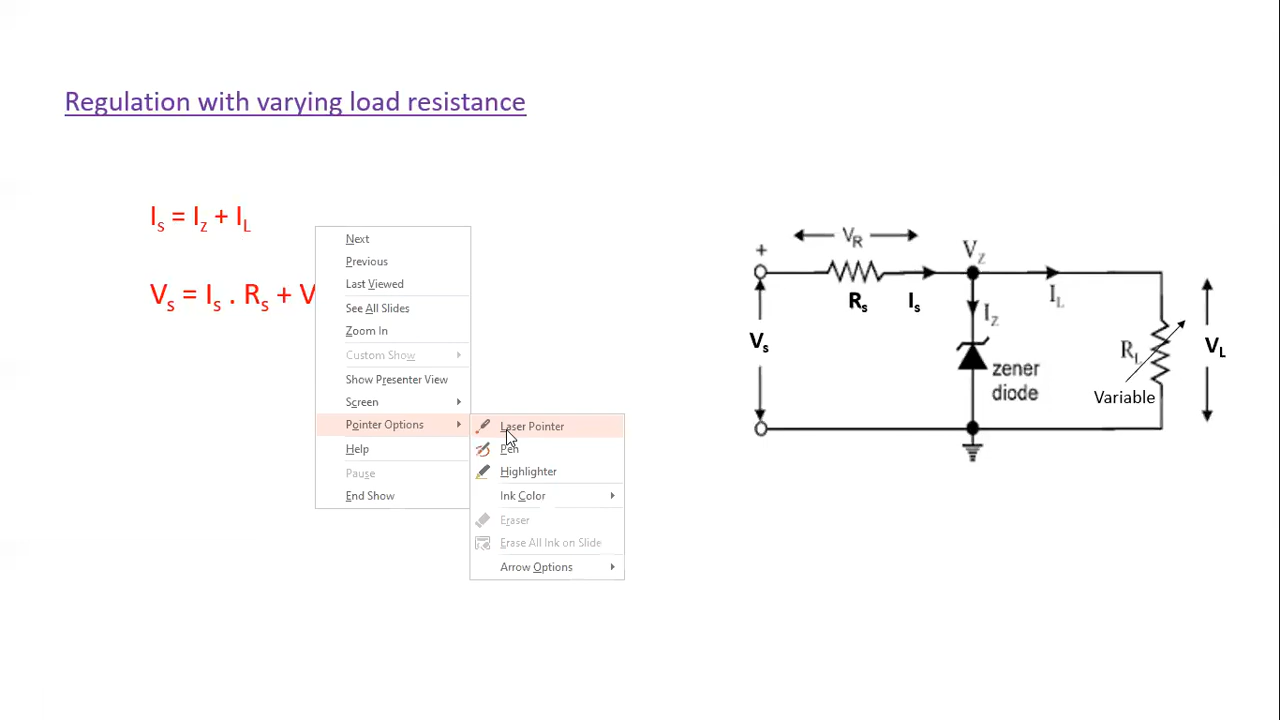 Regulation with varying load resistance
Is = Iz + IL
Vs = Is . Rs + V
Next
Previous
Last Viewed
See All Slides
Zoom In
Custom Show
Show Presenter View
Screen
Pointer Options
Help
Pause
End Show
Laser Pointer
Pen
Highlighter
Ink Color
Eraser
Erase All Ink on Slide
Arrow Options
VR
+
VZ
Rs
Is
IL
IZ
Vs
zener
diode
RL
VL
Variable